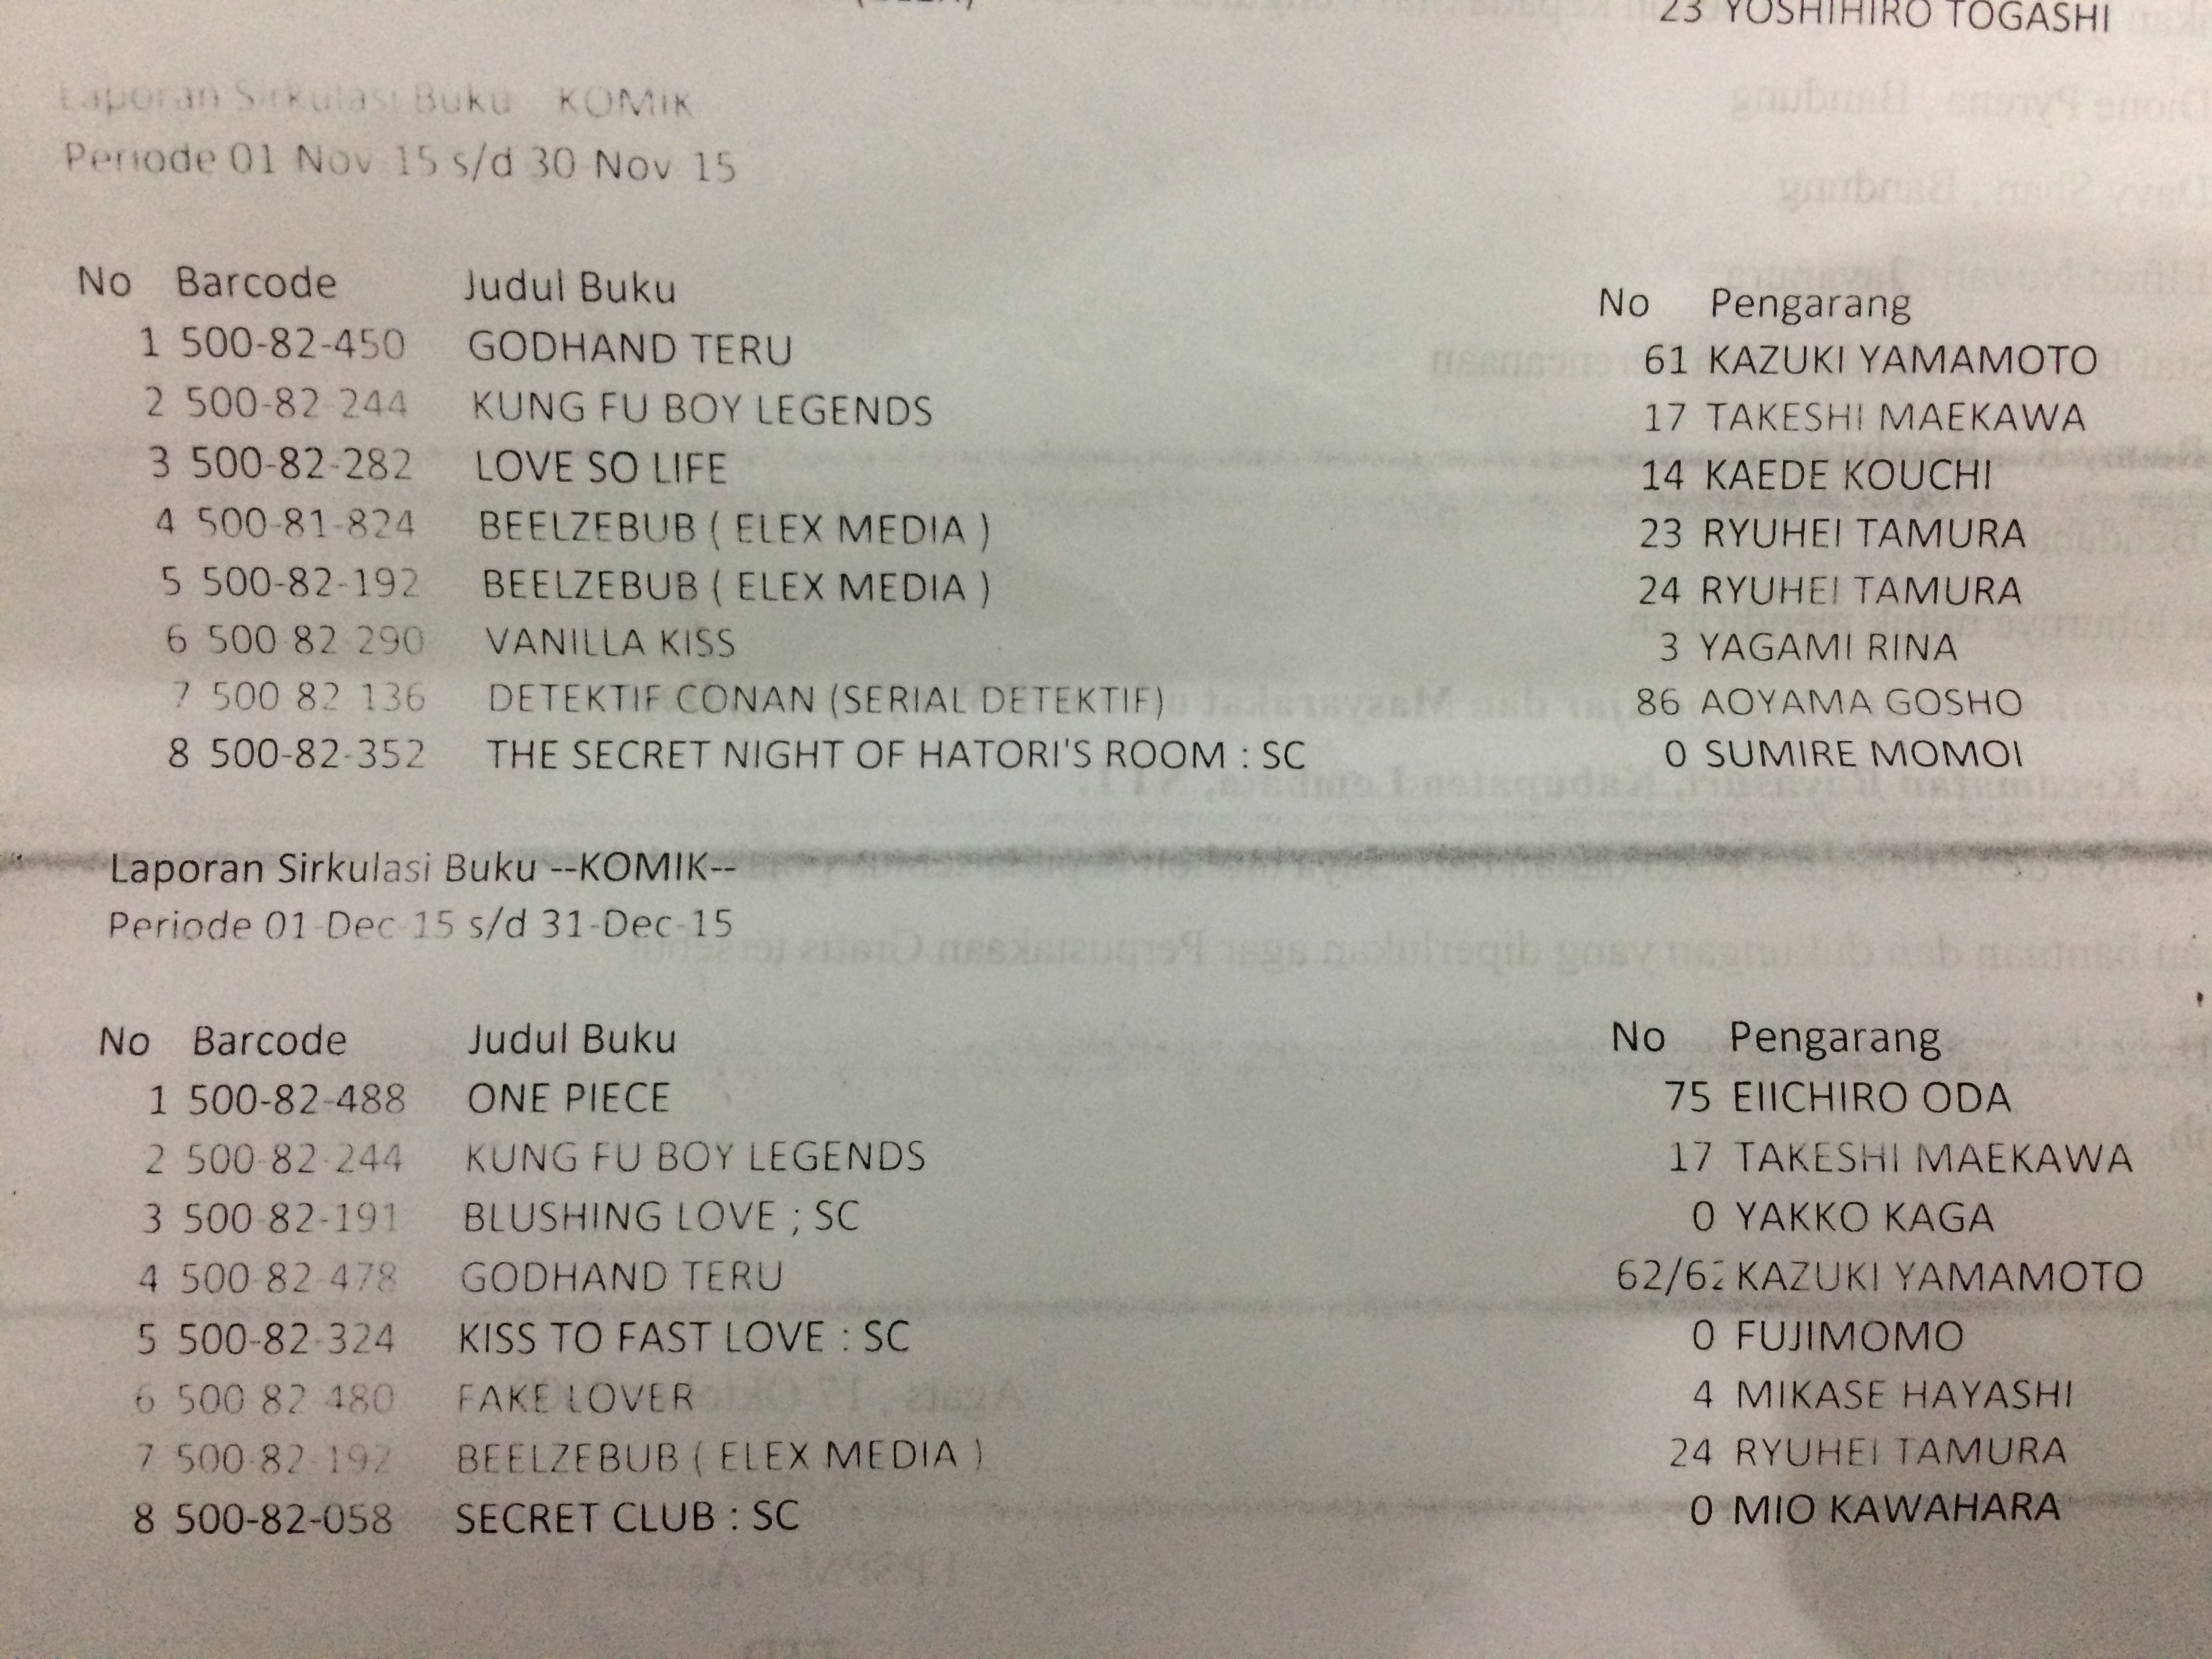 23 YOSHIHIRO TOGASHI
Laporan Sirkulasi Buku KOMIK
Periode 01 Nov 15 s/d 30 Nov 15
No Barcode Judul Buku No Pengarang
1 500-82-450 GODHAND TERU 61 KAZUKI YAMAMOTO
2 500-82-244 KUNG FU BOY LEGENDS 17 TAKESHI MAEKAWA
3 500-82-282 LOVE SO LIFE 14 KAEDE KOUCHI
4 500-81-824 BEELZEBUB ( ELEX MEDIA ) 23 RYUHEI TAMURA
5 500-82-192 BEELZEBUB ( ELEX MEDIA ) 24 RYUHEI TAMURA
6 500-82-290 VANILLA KISS 3 YAGAMI RINA
7 500 82 136 DETEKTIF CONAN (SERIAL DETEKTIF) 86 AOYAMA GOSHO
8 500-82-352 THE SECRET NIGHT OF HATORI'S ROOM : SC 0 SUMIRE MOMOI
Laporan Sirkulasi Buku --KOMIK--
Periode 01-Dec-15 s/d 31-Dec-15
No Barcode Judul Buku No Pengarang
1 500-82-488 ONE PIECE 75 EIICHIRO ODA
2 500-82-244 KUNG FU BOY LEGENDS 17 TAKESHI MAEKAWA
3 500-82-191 BLUSHING LOVE ; SC 0 YAKKO KAGA
4 500-82-478 GODHAND TERU 62/62 KAZUKI YAMAMOTO
5 500-82-324 KISS TO FAST LOVE : SC 0 FUJIMOMO
6 500 82 480 FAKE LOVER 4 MIKASE HAYASHI
7 500-82 192 BEELZEBUB ( ELEX MEDIA ) 24 RYUHEI TAMURA
8 500-82-058 SECRET CLUB : SC 0 MIO KAWAHARA